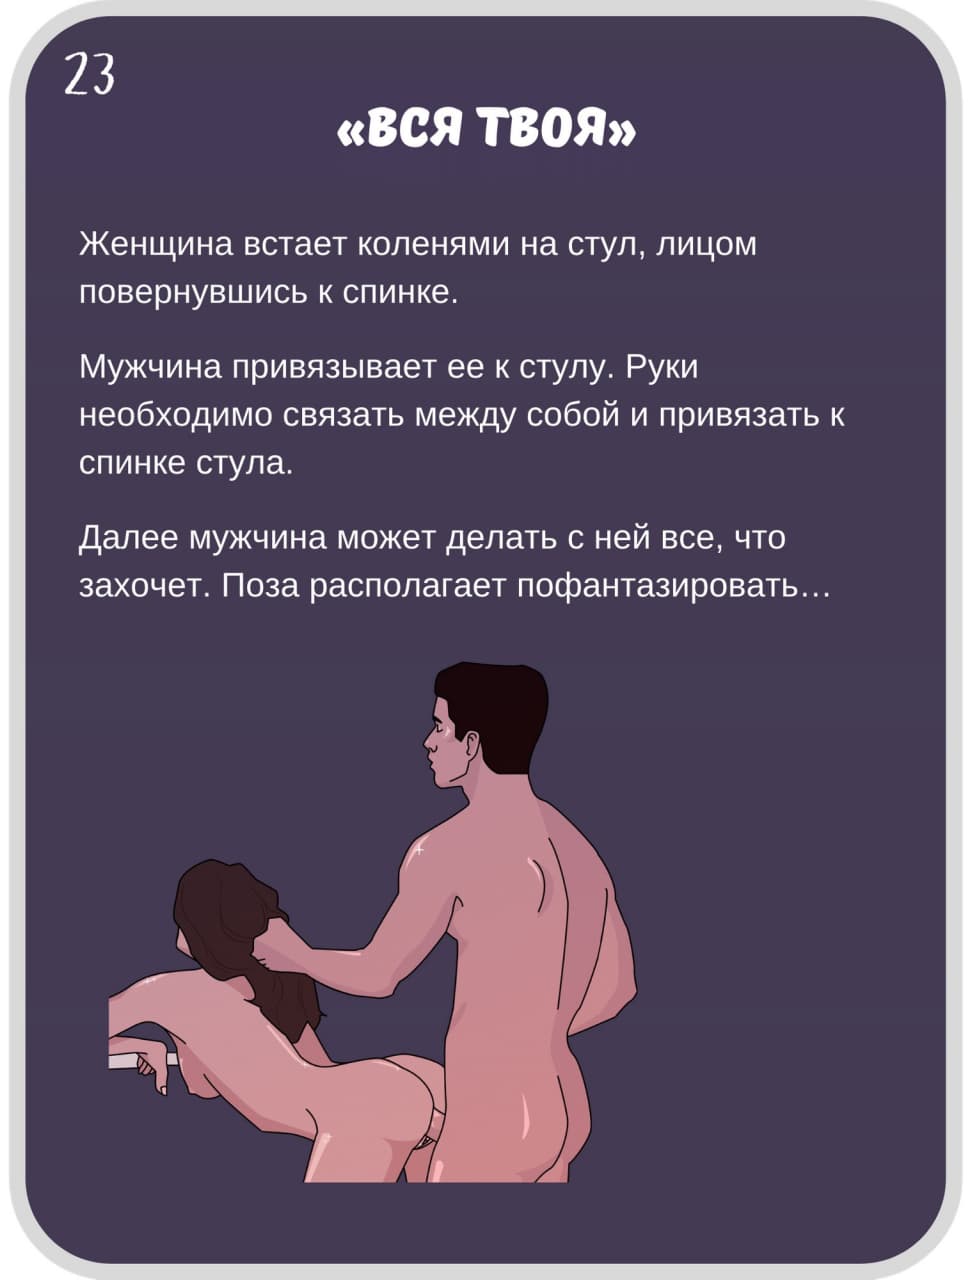 23
«ВСЯ ТВОЯ»
Женщина встает коленями на стул, лицом
повернувшись к спинке.
Мужчина привязывает ее к стулу. Руки
необходимо связать между собой и привязать к
спинке стула.
Далее мужчина может делать с ней все, что
захочет. Поза располагает пофантазировать…